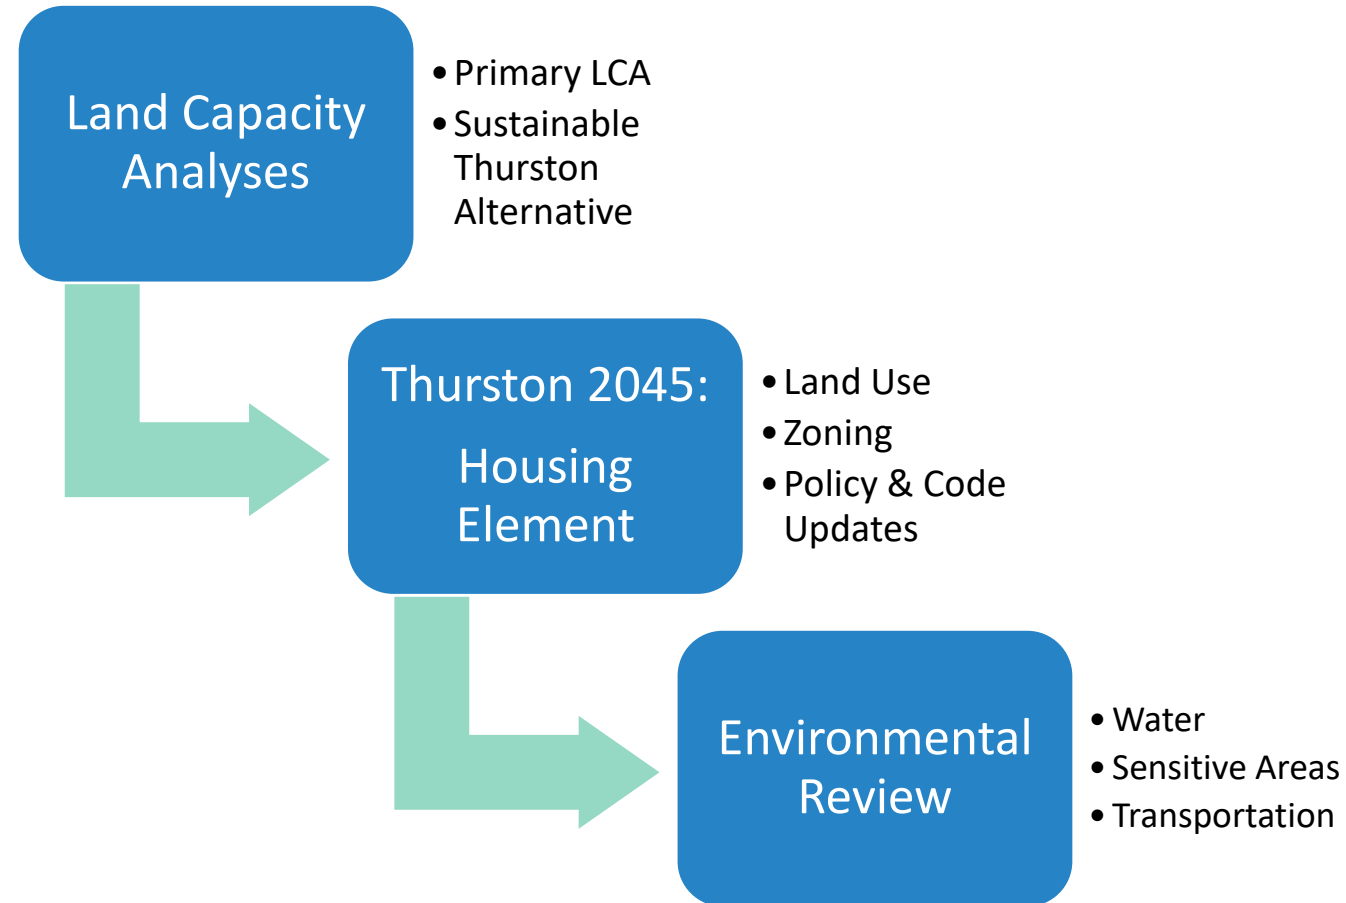 Land Capacity
Analyses
• Primary LCA
• Sustainable
Thurston
Alternative
Thurston 2045:
Housing
Element
• Land Use
• Zoning
• Policy & Code
Updates
Environmental
Review
• Water
• Sensitive Areas
• Transportation